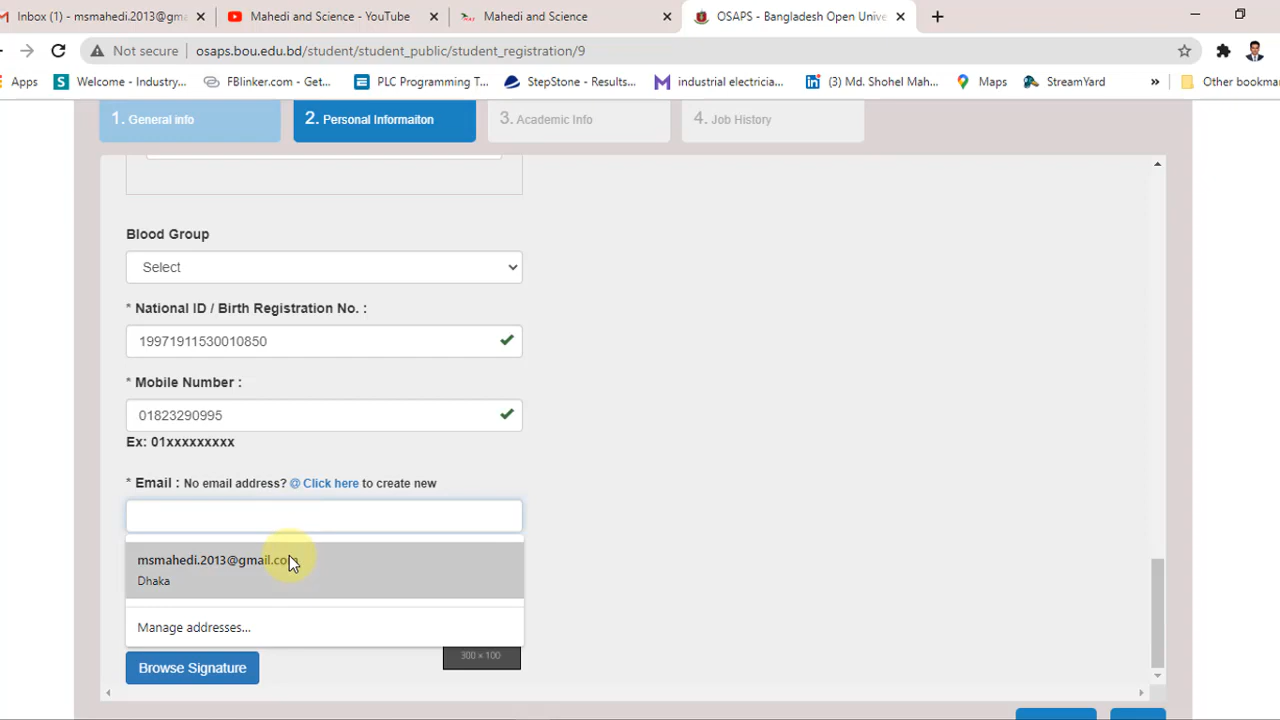 Inbox (1) - msmahedi.2013@gma
Mahedi and Science - YouTube
Mahedi and Science
OSAPS - Bangladesh Open Unive
Not secure
osaps.bou.edu.bd/student/student_public/student_registration/9
Apps
Welcome - Industry...
FBlinker.com - Get...
PLC Programming T...
StepStone - Results...
industrial electricia...
(3) Md. Shohel Mah...
Maps
StreamYard
»
Other bookmar
1. General info
2. Personal Informaiton
3. Academic Info
4. Job History
Blood Group
Select
* National ID / Birth Registration No. :
19971911530010850
* Mobile Number :
01823290995
Ex: 01xxxxxxxxx
* Email : No email address? @ Click here to create new
msmahedi.2013@gmail.com
Dhaka
Manage addresses...
300 × 100
Browse Signature